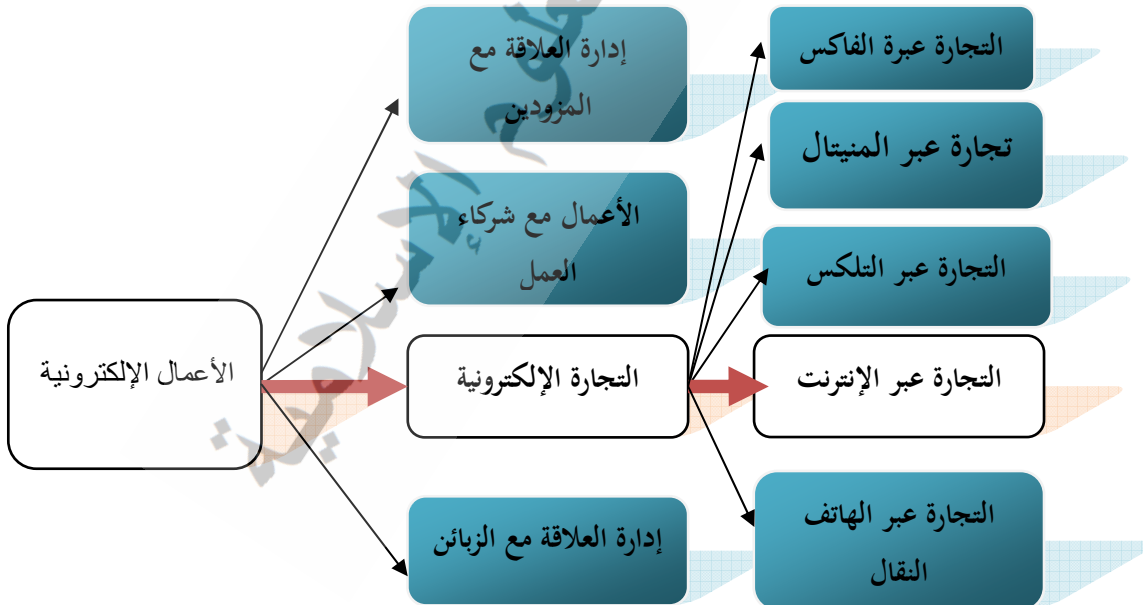 الأعمال الإلكترونية
إدارة العلاقة مع
المزودين
الأعمال مع شركاء
العمل
التجارة الإلكترونية
إدارة العلاقة مع الزبائن
التجارة عبرة الفاكس
تجارة عبر المنيتال
التجارة عبر التلكس
التجارة عبر الإنترنت
التجارة عبر الهاتف
النقال
الإسلامية